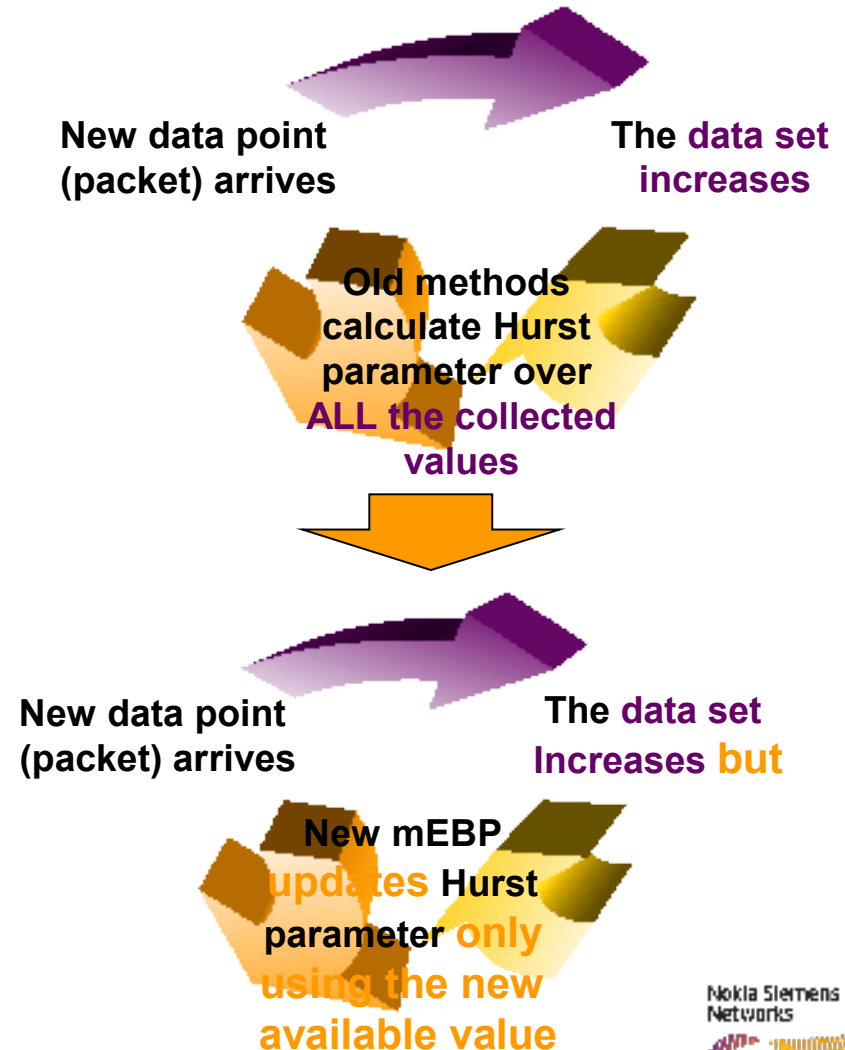 New data point
(packet) arrives
The data set
increases
Old methods
calculate Hurst
parameter over
ALL the collected
values
New data point
(packet) arrives
The data set
Increases but
New mEBP
updates Hurst
parameter only
using the new
available value
Nokia Siemens
Networks